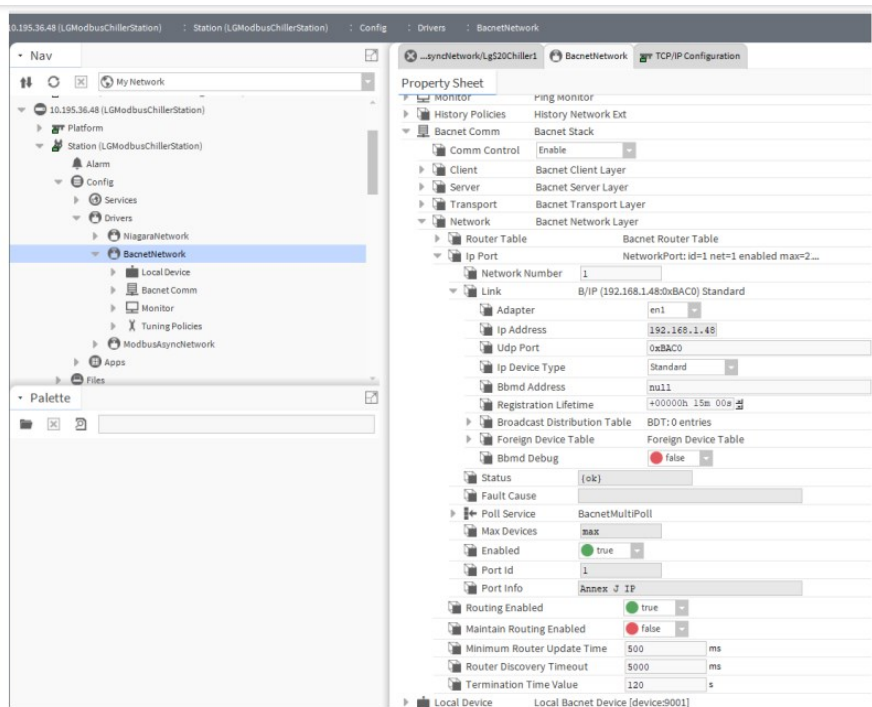 10.195.36.48 (LGModbusChillerStation) : Station (LGModbusChillerStation) : Config : Drivers : BacnetNetwork
Nav
My Network
10.195.36.48 (LGModbusChillerStation)
Platform
Station (LGModbusChillerStation)
Alarm
Config
Services
Drivers
NiagaraNetwork
BacnetNetwork
Local Device
Bacnet Comm
Monitor
Tuning Policies
ModbusAsyncNetwork
Apps
Files
Palette
...syncNetwork/LgS20Chiller1 BacnetNetwork TCP/IP Configuration
Property Sheet
Monitor Ping Monitor
History Policies History Network Ext
Bacnet Comm Bacnet Stack
Comm Control Enable
Client Bacnet Client Layer
Server Bacnet Server Layer
Transport Bacnet Transport Layer
Network Bacnet Network Layer
Router Table Bacnet Router Table
Ip Port NetworkPort: id=1 net=1 enabled max=2...
Network Number 1
Link B/IP (192.168.1.48:0xBAC0) Standard
Adapter en1
Ip Address 192.168.1.48
Udp Port 0xBAC0
Ip Device Type Standard
Bbmd Address null
Registration Lifetime +00000h 15m 00s
Broadcast Distribution Table BDT: 0 entries
Foreign Device Table Foreign Device Table
Bbmd Debug false
Status {ok}
Fault Cause
Poll Service BacnetMultiPoll
Max Devices max
Enabled true
Port Id 1
Port Info Annex J IP
Routing Enabled true
Maintain Routing Enabled false
Minimum Router Update Time 500 ms
Router Discovery Timeout 5000 ms
Termination Time Value 120 s
Local Device Local Bacnet Device [device:9001]